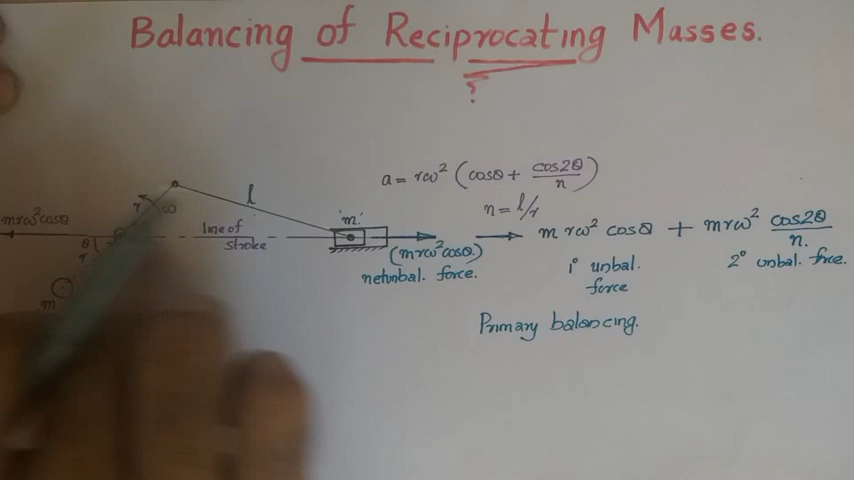 Balancing of Reciprocating Masses.
?
a = rω² (cosθ + cos2θ/n)
n = l/r
l
r
ω
mrω²cosθ
line of stroke
'm'
θ
r
m
(mrω²cosθ)
net unbal. force.
m rω² cosθ + mrω² cos2θ/n.
1° unbal. force
2° unbal. force.
Primary balancing.